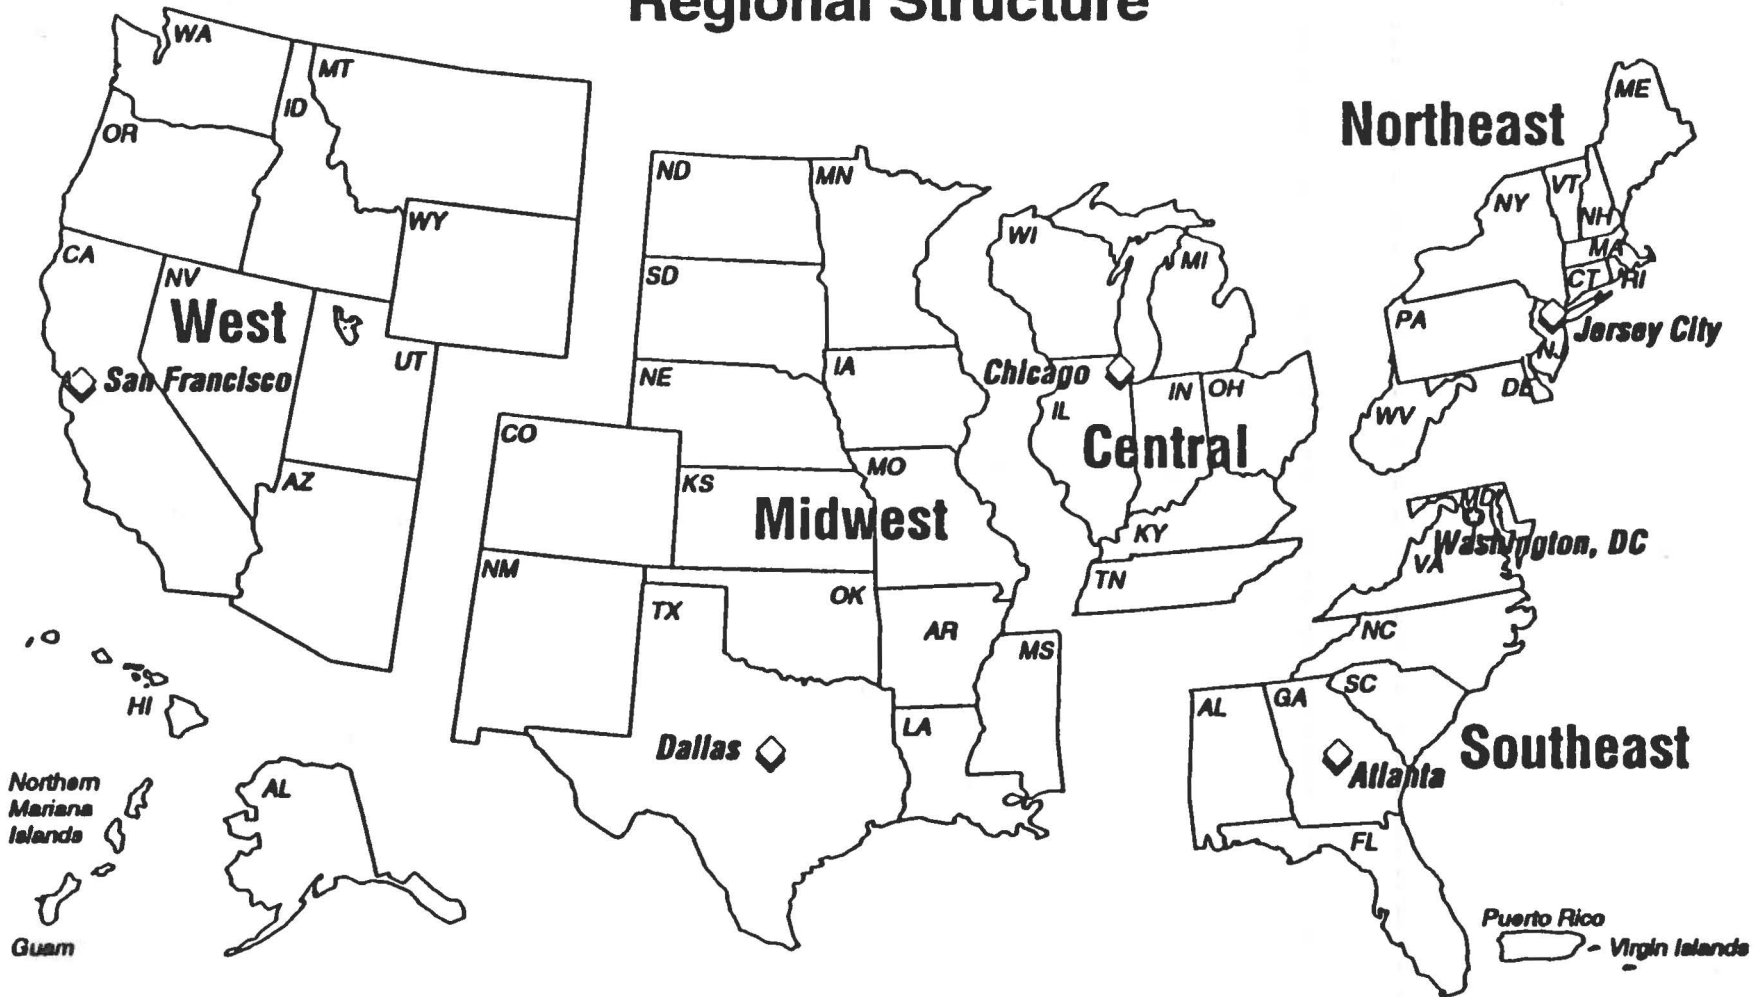 Regional Structure
WA
MT
ID
OR
WY
CA
NV
West
UT
San Francisco
AZ
HI
Northern
Mariana
Islands
Guam
AL
ND
MN
SD
IA
NE
CO
KS
MO
Midwest
NM
TX
OK
AR
MS
LA
Dallas
WI
MI
Chicago
IL
IN
OH
Central
KY
TN
Northeast
ME
VT
NY
NH
MA
CT
RI
PA
Jersey City
NJ
DE
WV
MD
Washington, DC
VA
NC
SC
GA
AL
Southeast
Atlanta
FL
Puerto Rico
Virgin Islands